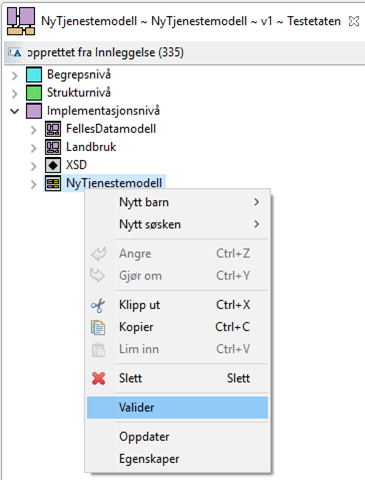 NyTjenestemodell ~ NyTjenestemodell ~ v1 ~ Testetaten
opprettet fra Innleggelse (335)
Begrepsnivå
Strukturnivå
Implementasjonsnivå
FellesDatamodell
Landbruk
XSD
NyTjenestemodell
Nytt barn
Nytt søsken
Angre Ctrl+Z
Gjør om Ctrl+Y
Klipp ut Ctrl+X
Kopier Ctrl+C
Lim inn Ctrl+V
Slett Slett
Valider
Oppdater
Egenskaper